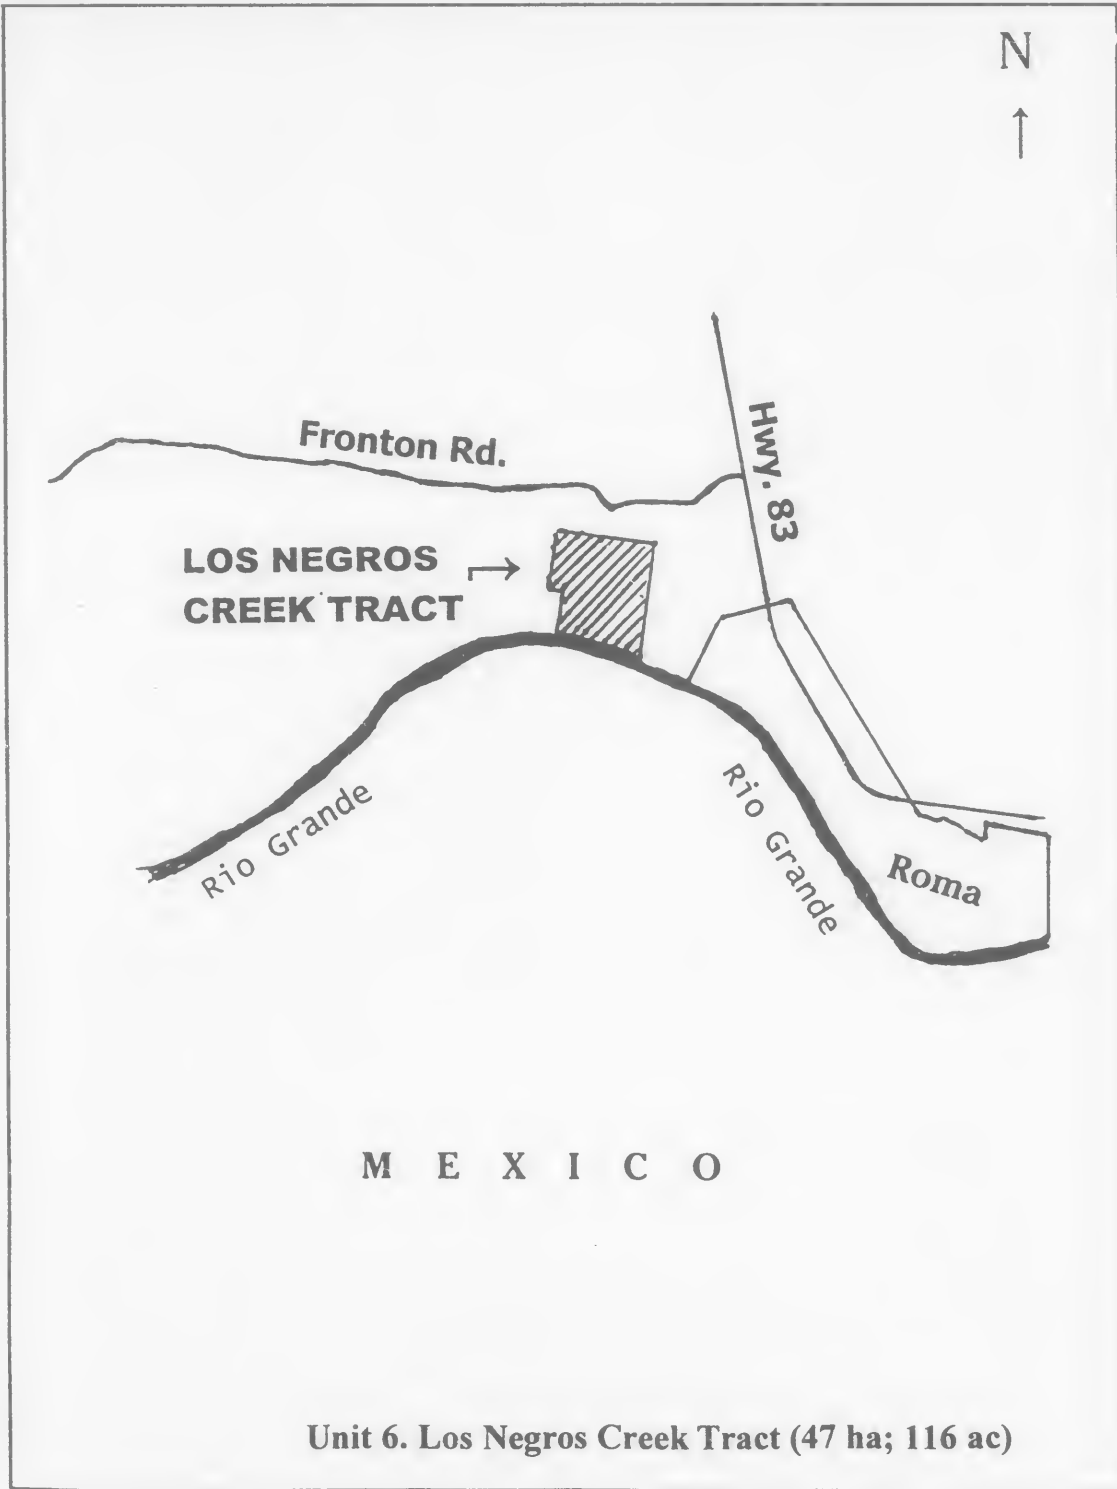 N
Fronton Rd.
Hwy. 83
LOS NEGROS
CREEK TRACT
Rio Grande
Rio Grande
Roma
MEXICO
Unit 6. Los Negros Creek Tract (47 ha; 116 ac)